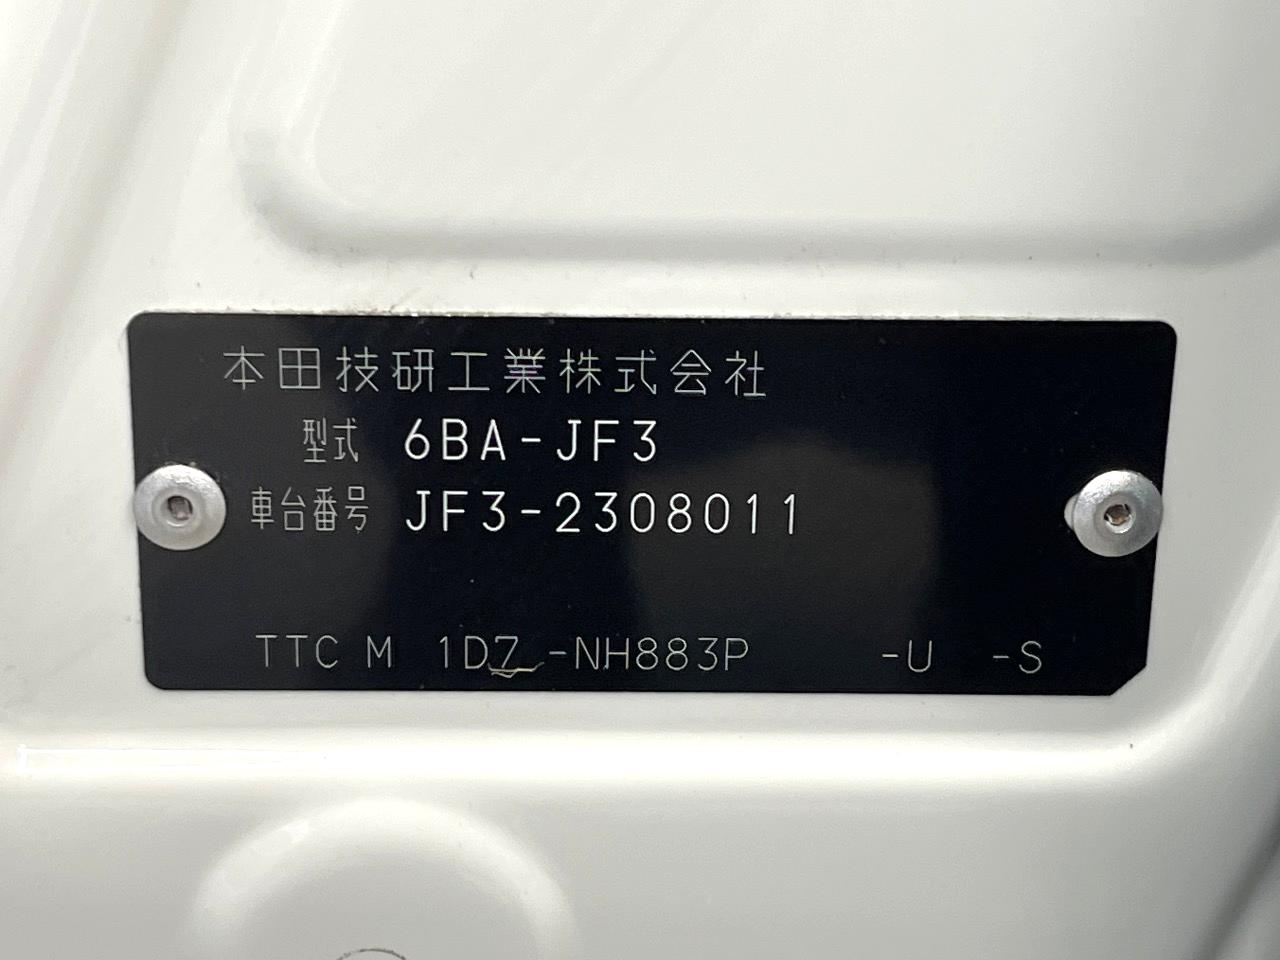 本田技研工業株式会社
型式 6BA-JF3
車台番号 JF3-2308011
TTC M 1DZ -NH883P -U -S